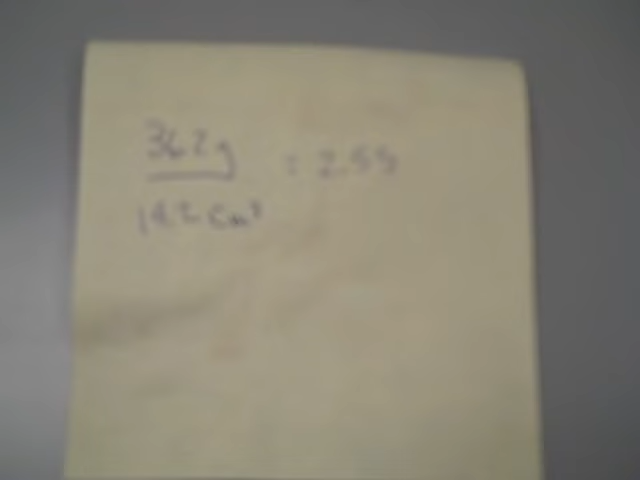 362g = 2.55
142 cm³